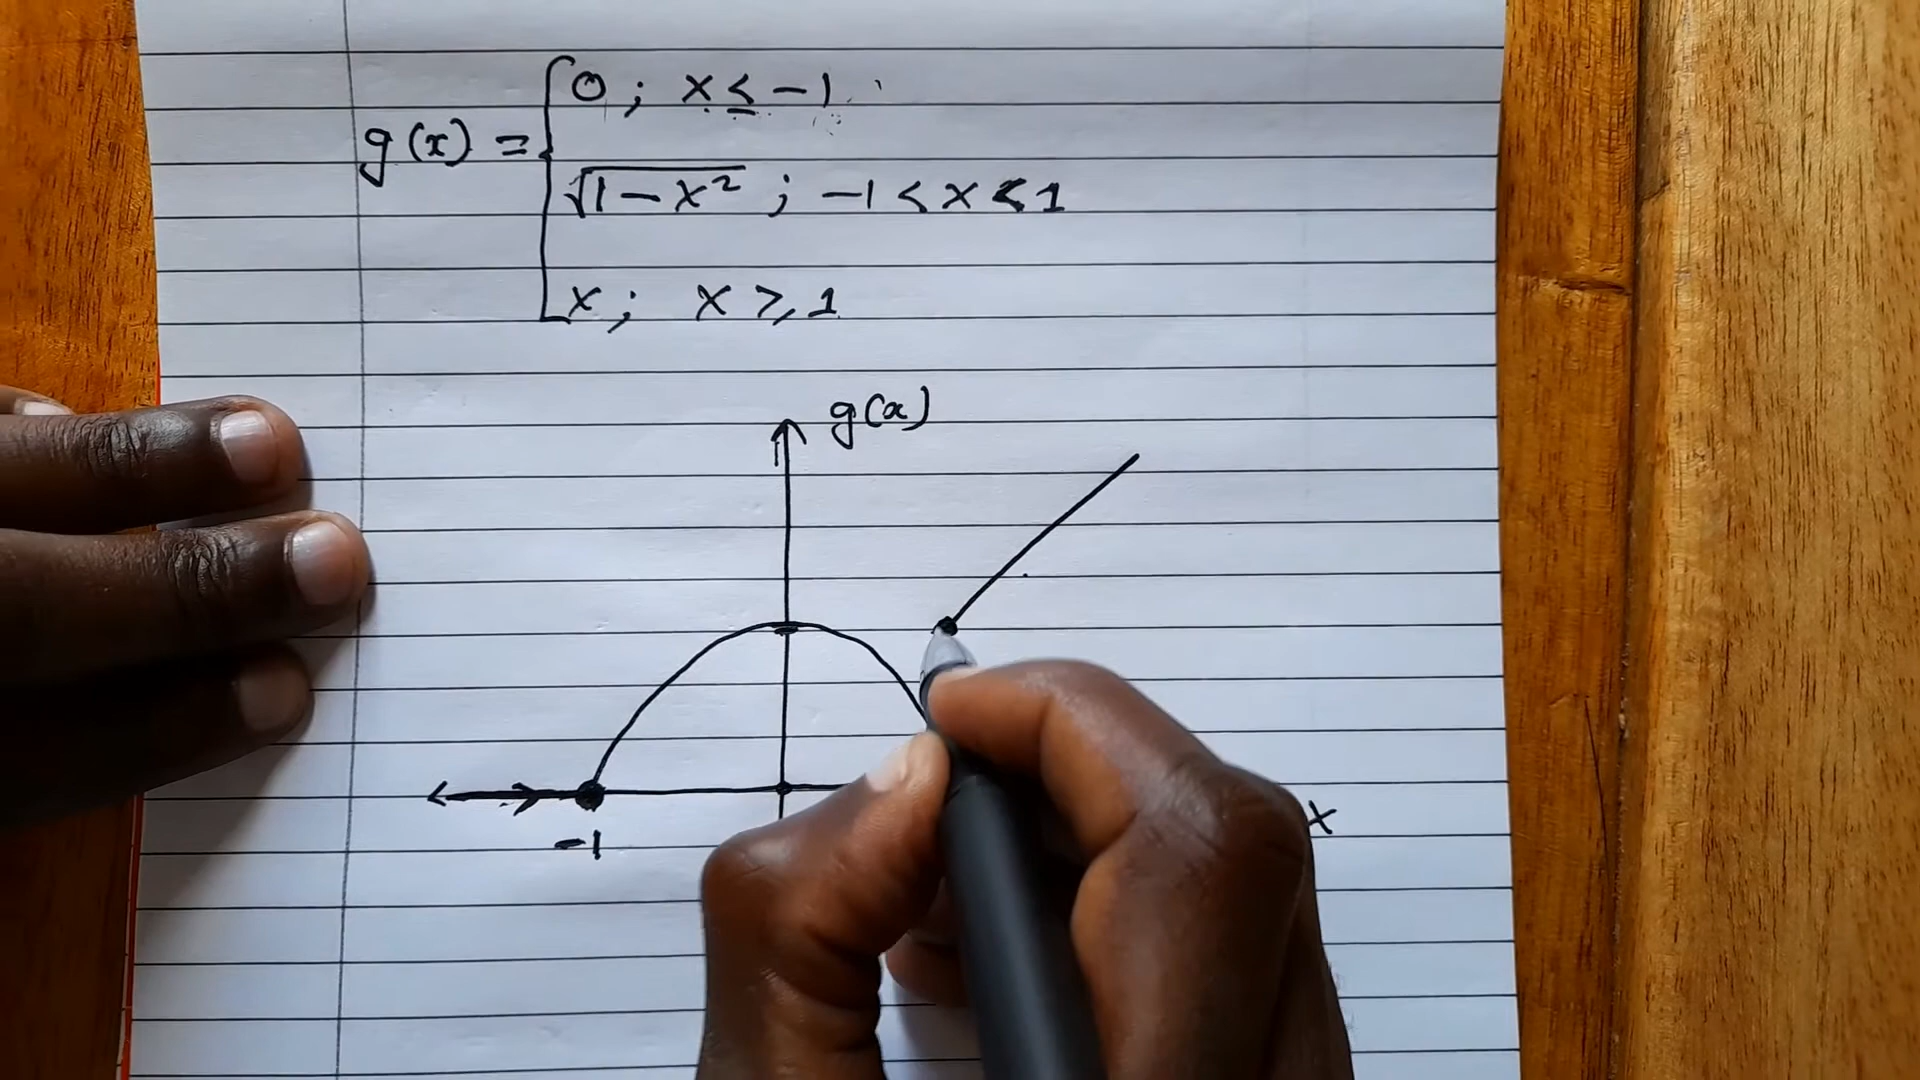 0 ; x ≤ -1
g(x) =
√1-x² ; -1 < x < 1
x ; x ⩾ 1
g(x)
x
-1